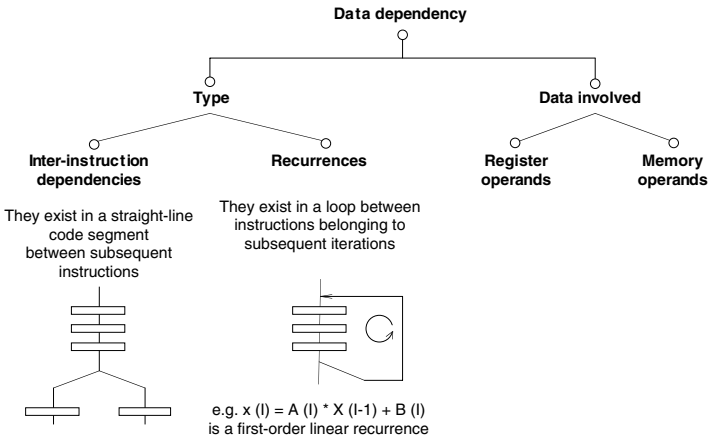 Data dependency
Type
Data involved
Inter-instruction
dependencies
Recurrences
Register
operands
Memory
operands
They exist in a straight-line
code segment
between subsequent
instructions
They exist in a loop between
instructions belonging to
subsequent iterations
e.g. x (I) = A (I) * X (I-1) + B (I)
is a first-order linear recurrence